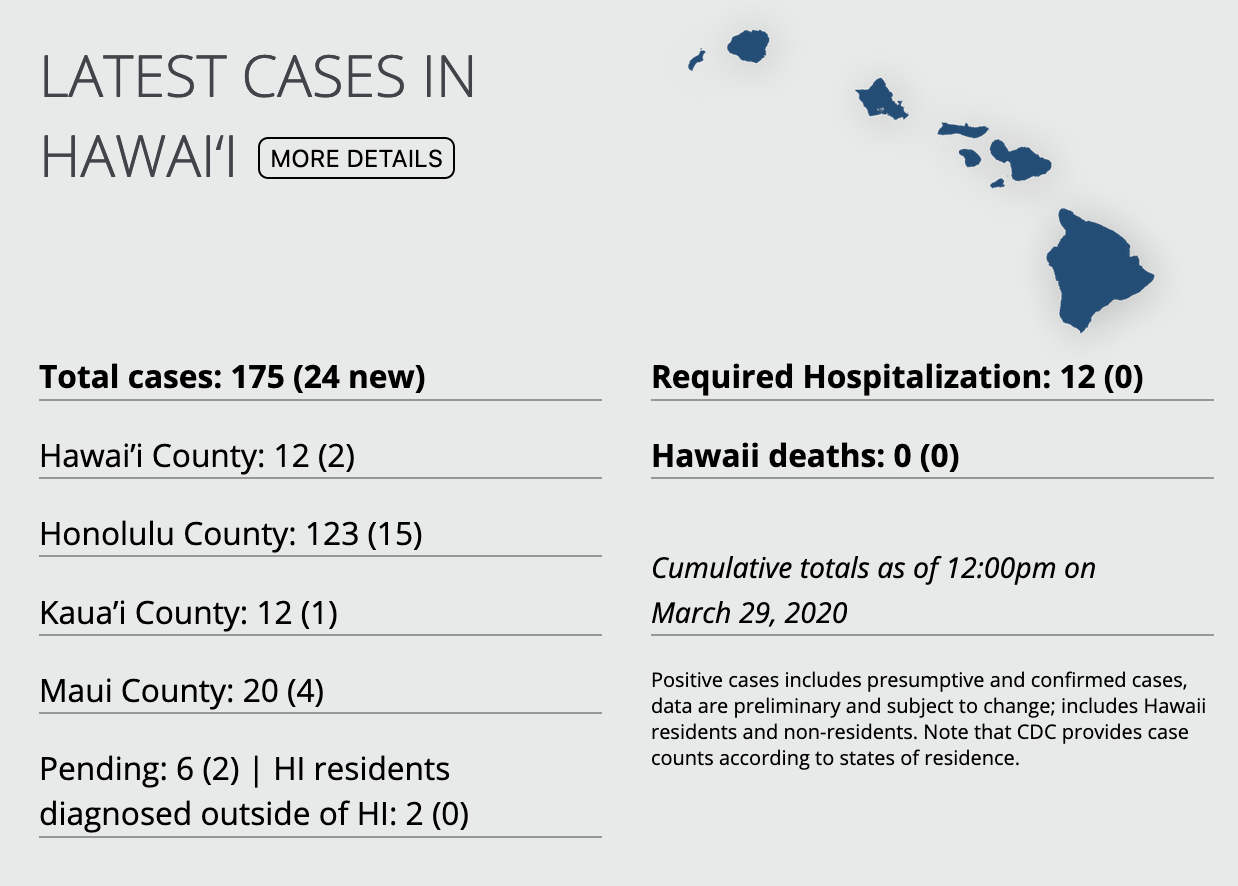 LATEST CASES IN
HAWAIʻI MORE DETAILS
Total cases: 175 (24 new)
Hawai’i County: 12 (2)
Honolulu County: 123 (15)
Kaua’i County: 12 (1)
Maui County: 20 (4)
Pending: 6 (2) | HI residents
diagnosed outside of HI: 2 (0)
Required Hospitalization: 12 (0)
Hawaii deaths: 0 (0)
Cumulative totals as of 12:00pm on
March 29, 2020
Positive cases includes presumptive and confirmed cases,
data are preliminary and subject to change; includes Hawaii
residents and non-residents. Note that CDC provides case
counts according to states of residence.